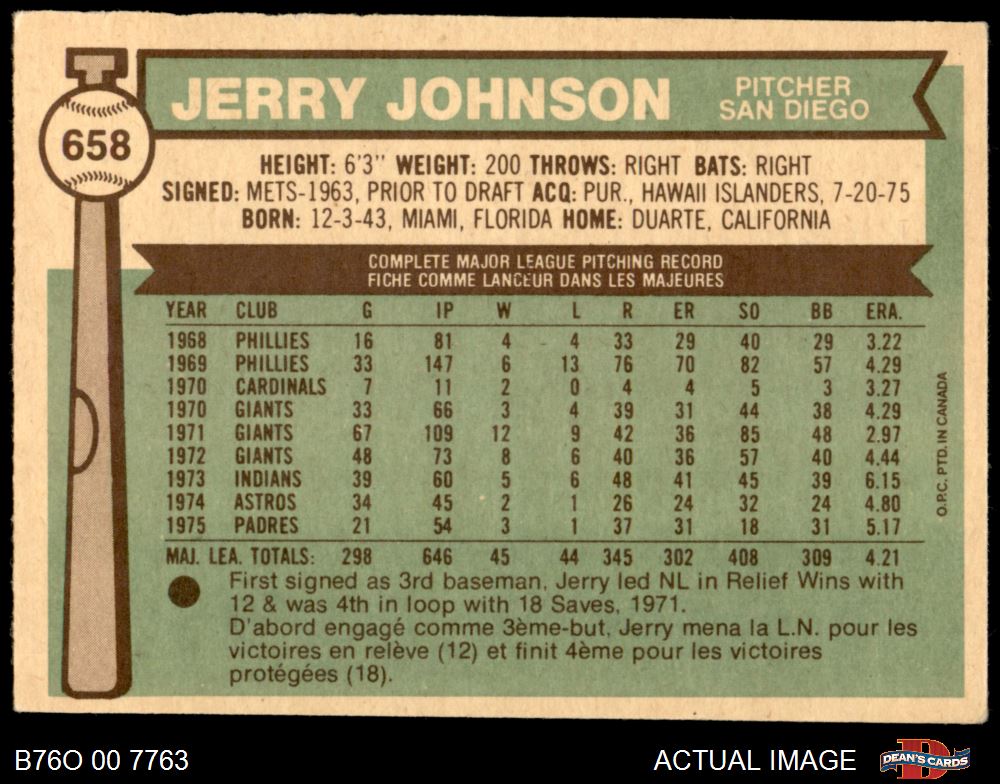 JERRY JOHNSON
PITCHER
SAN DIEGO
658
HEIGHT: 6'3" WEIGHT: 200 THROWS: RIGHT BATS: RIGHT
SIGNED: METS-1963, PRIOR TO DRAFT ACQ: PUR., HAWAII ISLANDERS, 7-20-75
BORN: 12-3-43, MIAMI, FLORIDA HOME: DUARTE, CALIFORNIA
COMPLETE MAJOR LEAGUE PITCHING RECORD
FICHE COMME LANCEUR DANS LES MAJEURES
YEAR CLUB G IP W L R ER SO BB ERA.
1968 PHILLIES 16 81 4 4 33 29 40 29 3.22
1969 PHILLIES 33 147 6 13 76 70 82 57 4.29
1970 CARDINALS 7 11 2 0 4 4 5 3 3.27
1970 GIANTS 33 66 3 4 39 31 44 38 4.29
1971 GIANTS 67 109 12 9 42 36 85 48 2.97
1972 GIANTS 48 73 8 6 40 36 57 40 4.44
1973 INDIANS 39 60 5 6 48 41 45 39 6.15
1974 ASTROS 34 45 2 1 26 24 32 24 4.80
1975 PADRES 21 54 3 1 37 31 18 31 5.17
MAJ. LEA. TOTALS: 298 646 45 44 345 302 408 309 4.21
First signed as 3rd baseman, Jerry led NL in Relief Wins with
12 & was 4th in loop with 18 Saves, 1971.
D'abord engagé comme 3ème-but, Jerry mena la L.N. pour les
victoires en relève (12) et finit 4ème pour les victoires
protégées (18).
O.P.C. PTD. IN CANADA
B76O 00 7763
ACTUAL IMAGE
DEAN'S CARDS